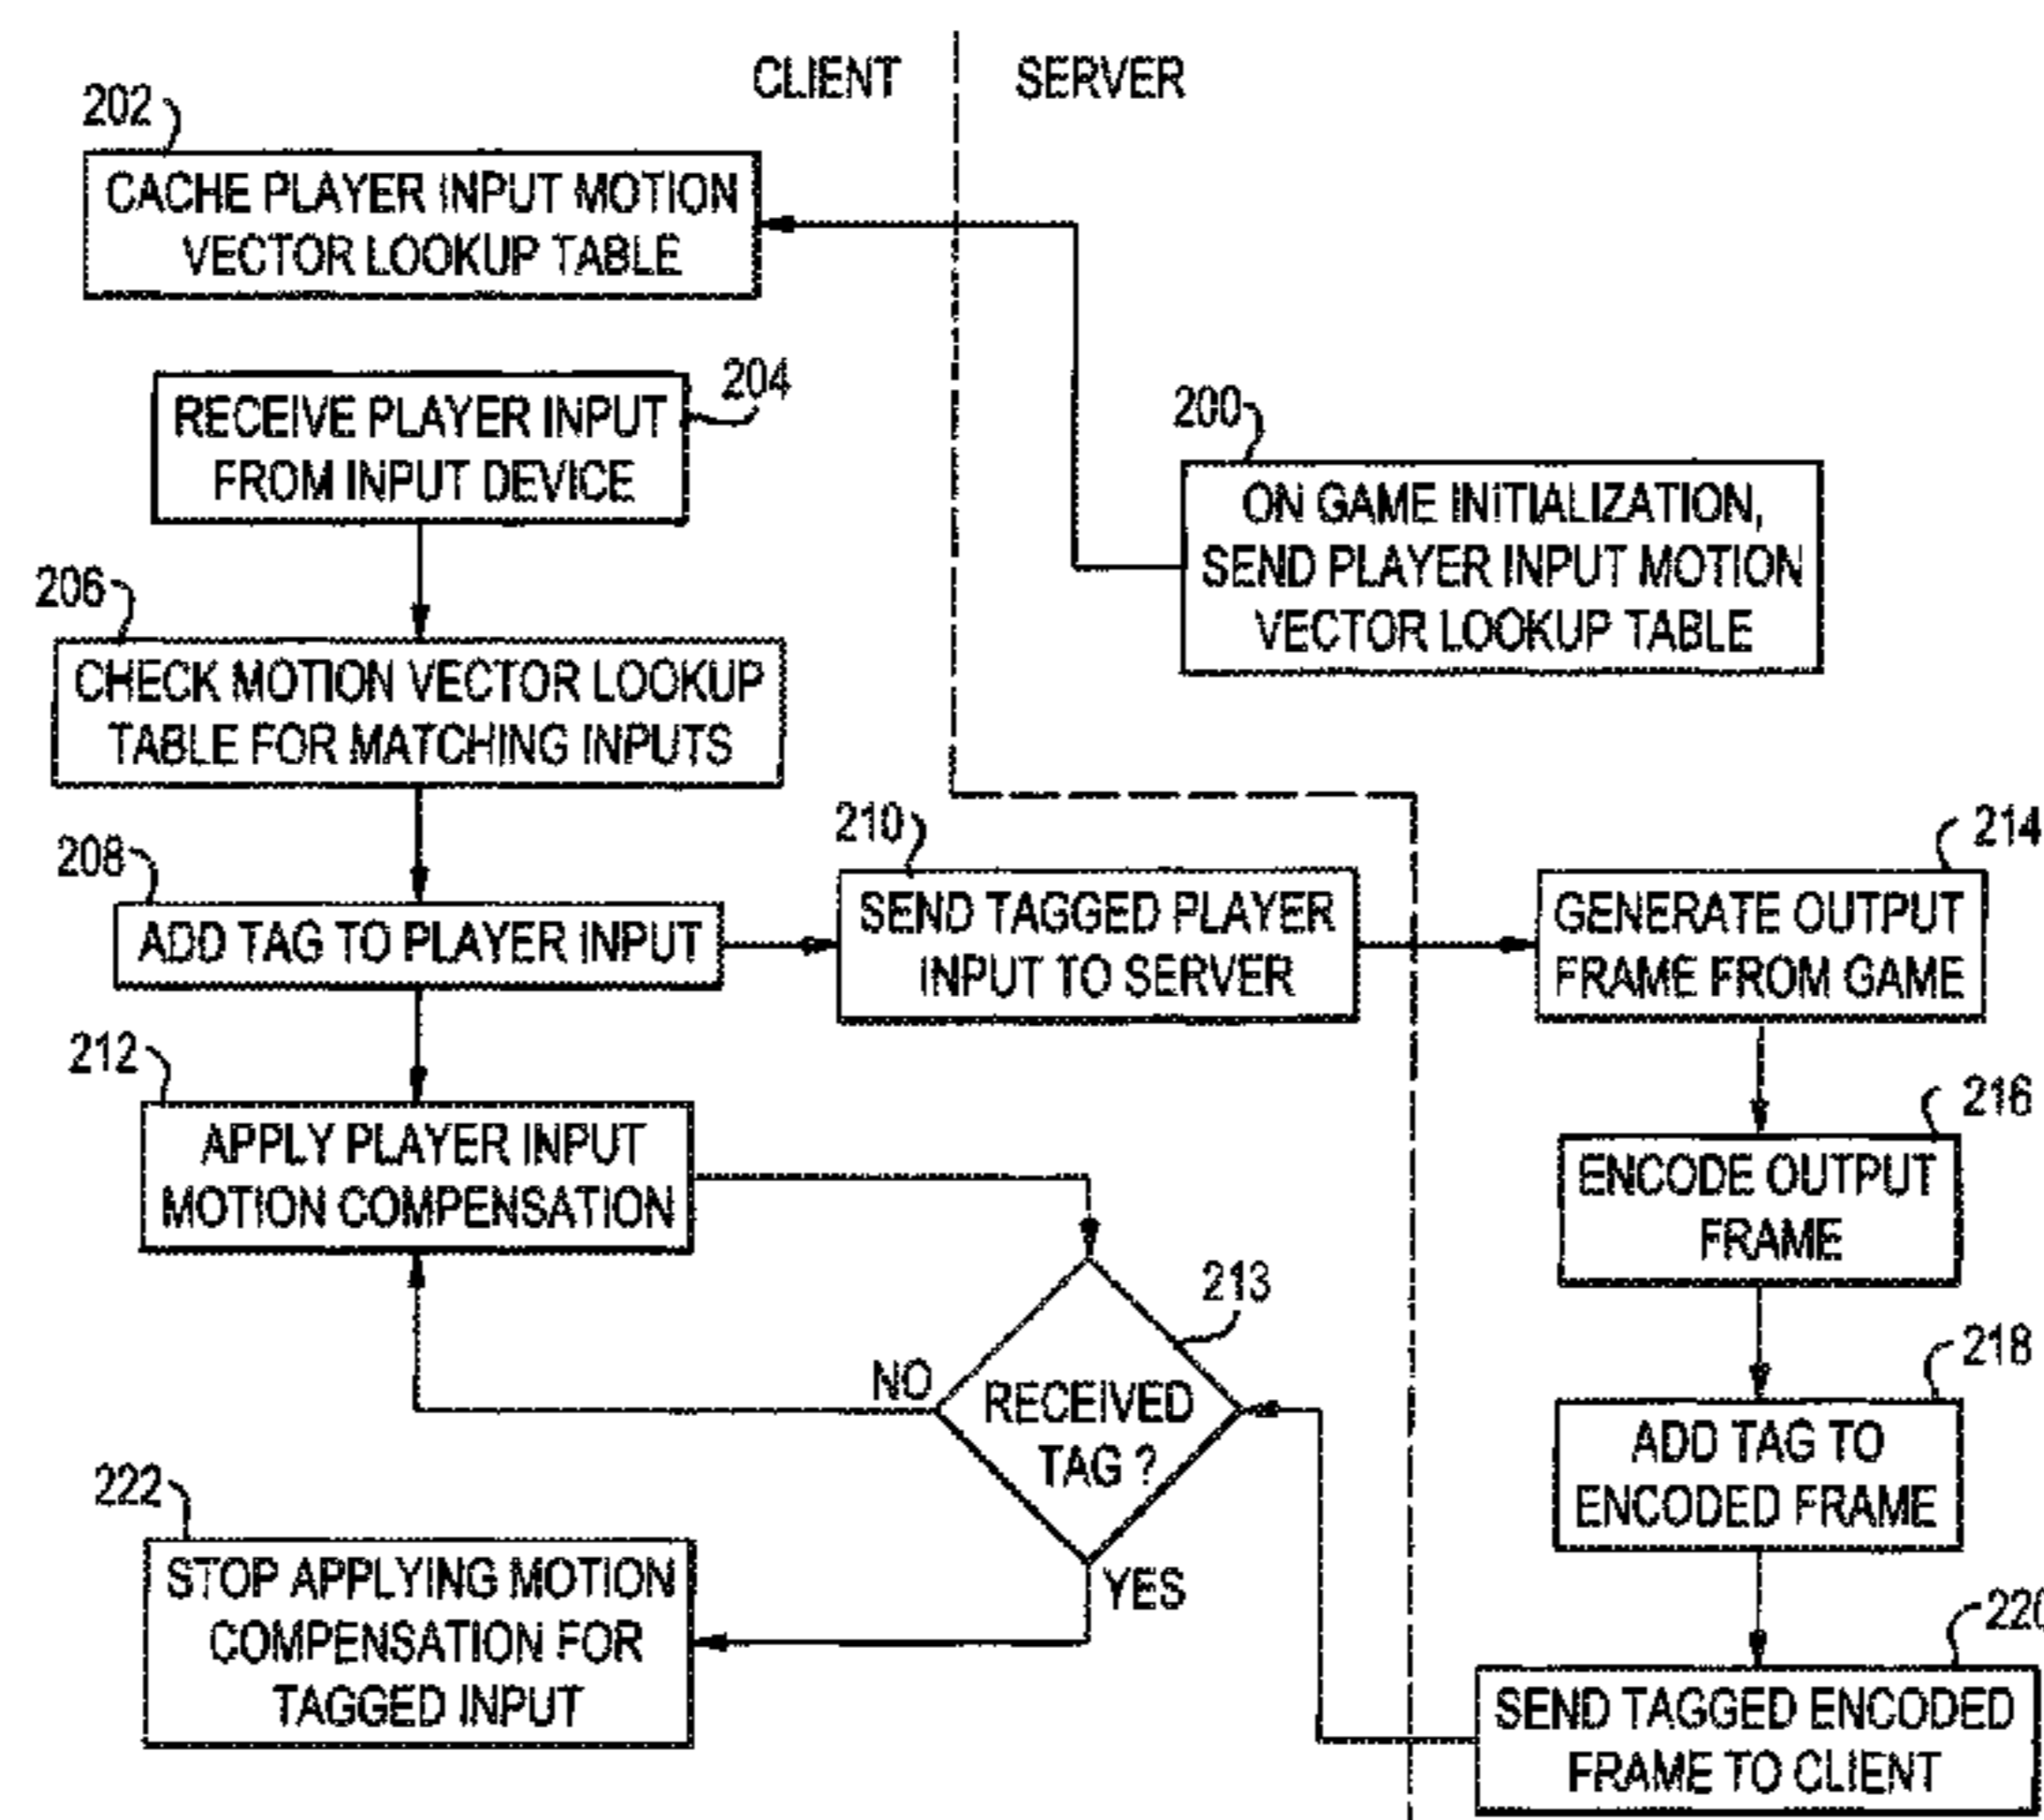 CLIENT
SERVER
202
CACHE PLAYER INPUT MOTION
VECTOR LOOKUP TABLE
204
RECEIVE PLAYER INPUT
FROM INPUT DEVICE
200
ON GAME INITIALIZATION,
SEND PLAYER INPUT MOTION
VECTOR LOOKUP TABLE
206
CHECK MOTION VECTOR LOOKUP
TABLE FOR MATCHING INPUTS
208
ADD TAG TO PLAYER INPUT
210
SEND TAGGED PLAYER
INPUT TO SERVER
214
GENERATE OUTPUT
FRAME FROM GAME
212
APPLY PLAYER INPUT
MOTION COMPENSATION
216
ENCODE OUTPUT
FRAME
213
RECEIVED
TAG ?
NO
YES
218
ADD TAG TO
ENCODED FRAME
222
STOP APPLYING MOTION
COMPENSATION FOR
TAGGED INPUT
220
SEND TAGGED ENCODED
FRAME TO CLIENT